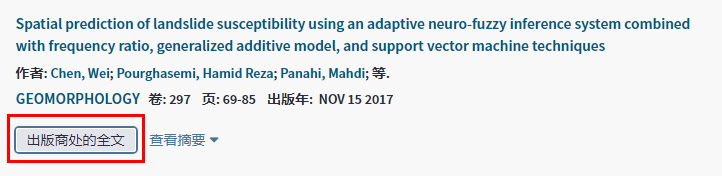 Spatial prediction of landslide susceptibility using an adaptive neuro-fuzzy inference system combined
with frequency ratio, generalized additive model, and support vector machine techniques
作者: Chen, Wei; Pourghasemi, Hamid Reza; Panahi, Mahdi; 等.
GEOMORPHOLOGY 卷: 297 页: 69-85 出版年: NOV 15 2017
出版商处的全文 查看摘要